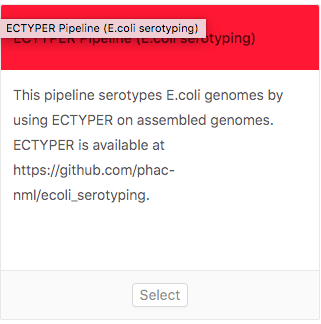 ECTYPER Pipeline (E.coli serotyping)
ECTYPER Pipeline (E.coli serotyping)
This pipeline serotypes E.coli genomes by
using ECTYPER on assembled genomes.
ECTYPER is available at
https://github.com/phac-
nml/ecoli_serotyping.
Select